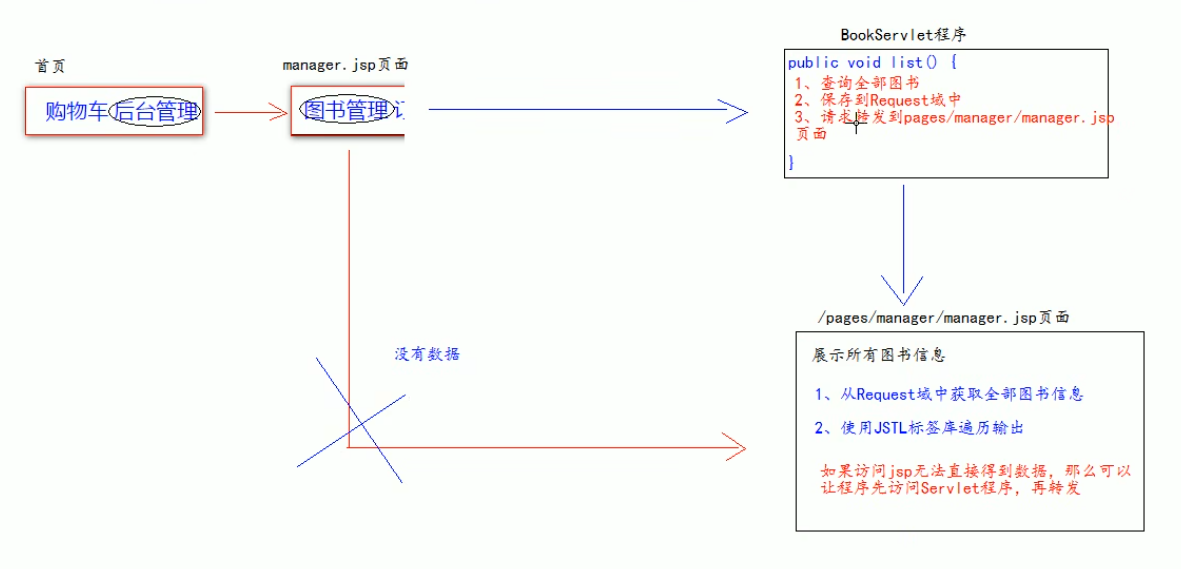 BookServlet程序
首页
manager.jsp页面
购物车 后台管理
图书管理
public void list() {
1、查询全部图书
2、保存到Request域中
3、请求转发到pages/manager/manager.jsp
页面
}
/pages/manager/manager.jsp页面
没有数据
展示所有图书信息
1、从Request域中获取全部图书信息
2、使用JSTL标签库遍历输出
如果访问jsp无法直接得到数据，那么可以
让程序先访问Servlet程序，再转发